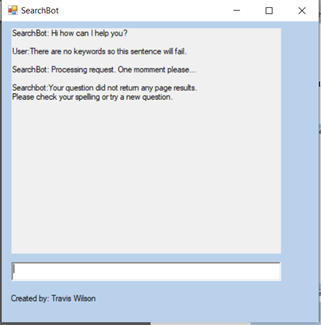 SearchBot
SearchBot: Hi how can I help you?
User:There are no keywords so this sentence will fail.
SearchBot: Processing request. One momment please...
Searchbot:Your question did not return any page results.
Please check your spelling or try a new question.
Created by: Travis Wilson